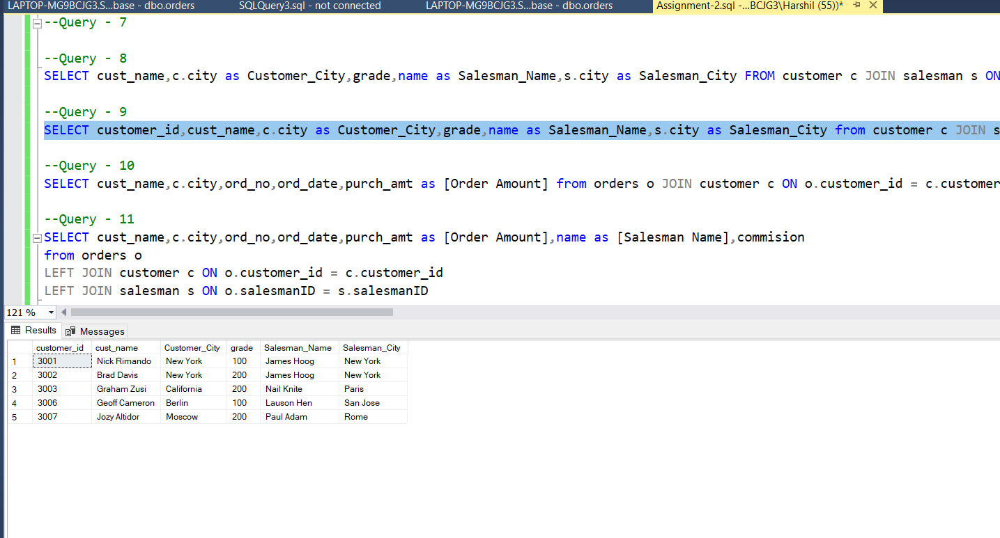 LAPTOP-MG9BCJG3.S...base - dbo.orders SQLQuery3.sql - not connected LAPTOP-MG9BCJG3.S...base - dbo.orders Assignment-2.sql -...BCJG3\Harshil (55))*
--Query - 7
--Query - 8
SELECT cust_name,c.city as Customer_City,grade,name as Salesman_Name,s.city as Salesman_City FROM customer c JOIN salesman s ON
--Query - 9
SELECT customer_id,cust_name,c.city as Customer_City,grade,name as Salesman_Name,s.city as Salesman_City from customer c JOIN s
--Query - 10
SELECT cust_name,c.city,ord_no,ord_date,purch_amt as [Order Amount] from orders o JOIN customer c ON o.customer_id = c.customer
--Query - 11
SELECT cust_name,c.city,ord_no,ord_date,purch_amt as [Order Amount],name as [Salesman Name],commision
from orders o
LEFT JOIN customer c ON o.customer_id = c.customer_id
LEFT JOIN salesman s ON o.salesmanID = s.salesmanID
121 %
Results Messages
customer_id cust_name Customer_City grade Salesman_Name Salesman_City
1 3001 Nick Rimando New York 100 James Hoog New York
2 3002 Brad Davis New York 200 James Hoog New York
3 3003 Graham Zusi California 200 Nail Knite Paris
4 3006 Geoff Cameron Berlin 100 Lauson Hen San Jose
5 3007 Jozy Altidor Moscow 200 Paul Adam Rome